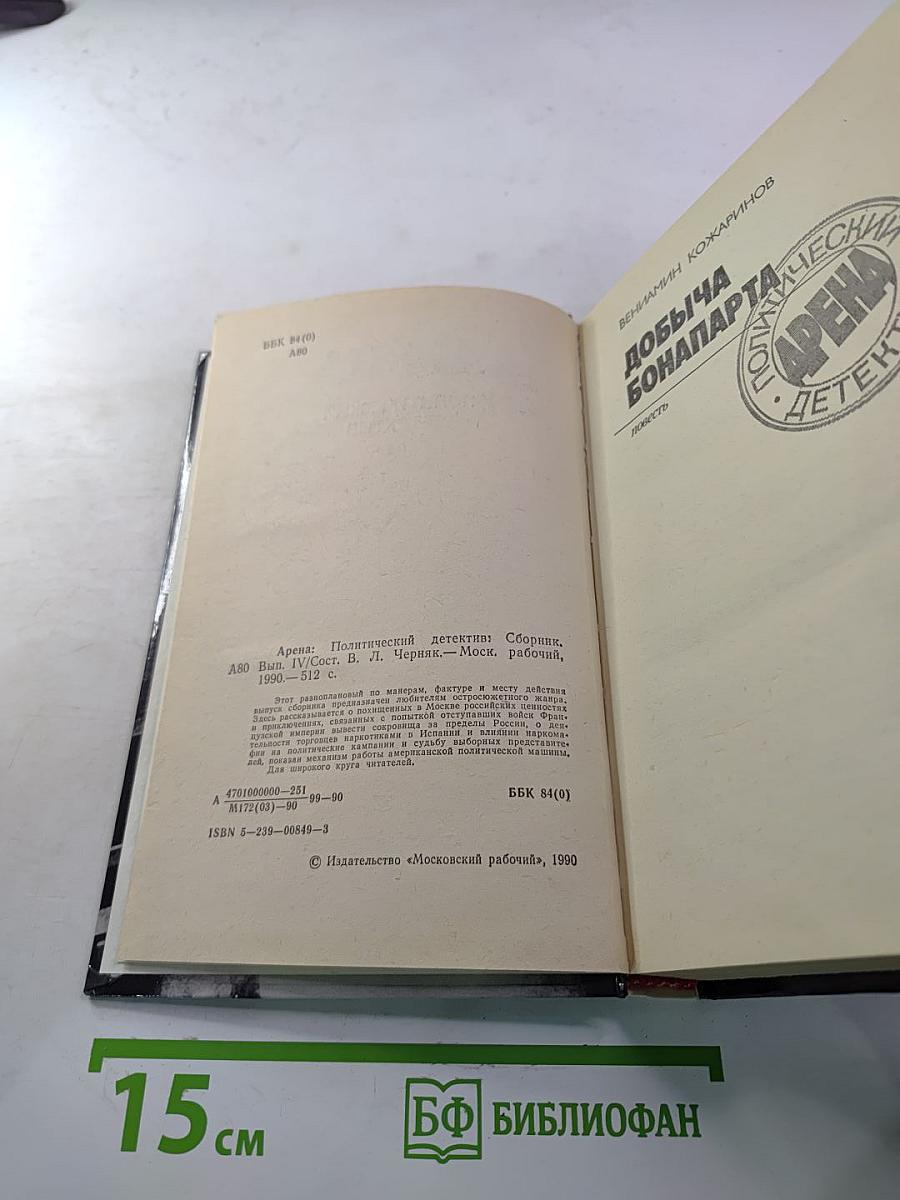 ББК 84(0)
А80
Арена: Политический детектив: Сборник.
А80 Вып. IV/Сост. В. Л. Черняк.— Моск. рабочий,
1990.— 512 с.
Этот разноплановый по манерам, фактуре и месту действия
выпуск сборника предназначен любителям остросюжетного жанра.
Здесь рассказывается о похищенных в Москве российских ценностях
и приключениях, связанных с попыткой отступавших войск Фран-
цузской империи вывести сокровища за пределы России, о дея-
тельности торговцев наркотиками в Испании и влиянии наркома-
фии на политические кампании и судьбу выборных представите-
лей, показан механизм работы американской политической машины.
Для широкого круга читателей.
А 4701000000—251
М172(03)—90 99—90
ББК 84(0)
ISBN 5—239—00849—3
© Издательство «Московский рабочий», 1990
ВЕНИАМИН КОЖАРИНОВ
ДОБЫЧА
БОНАПАРТА
повесть
ПОЛИТИЧЕСКИЙ
АРЕНА
ДЕТЕКТ
15 см
БФ БИБЛИОФАН